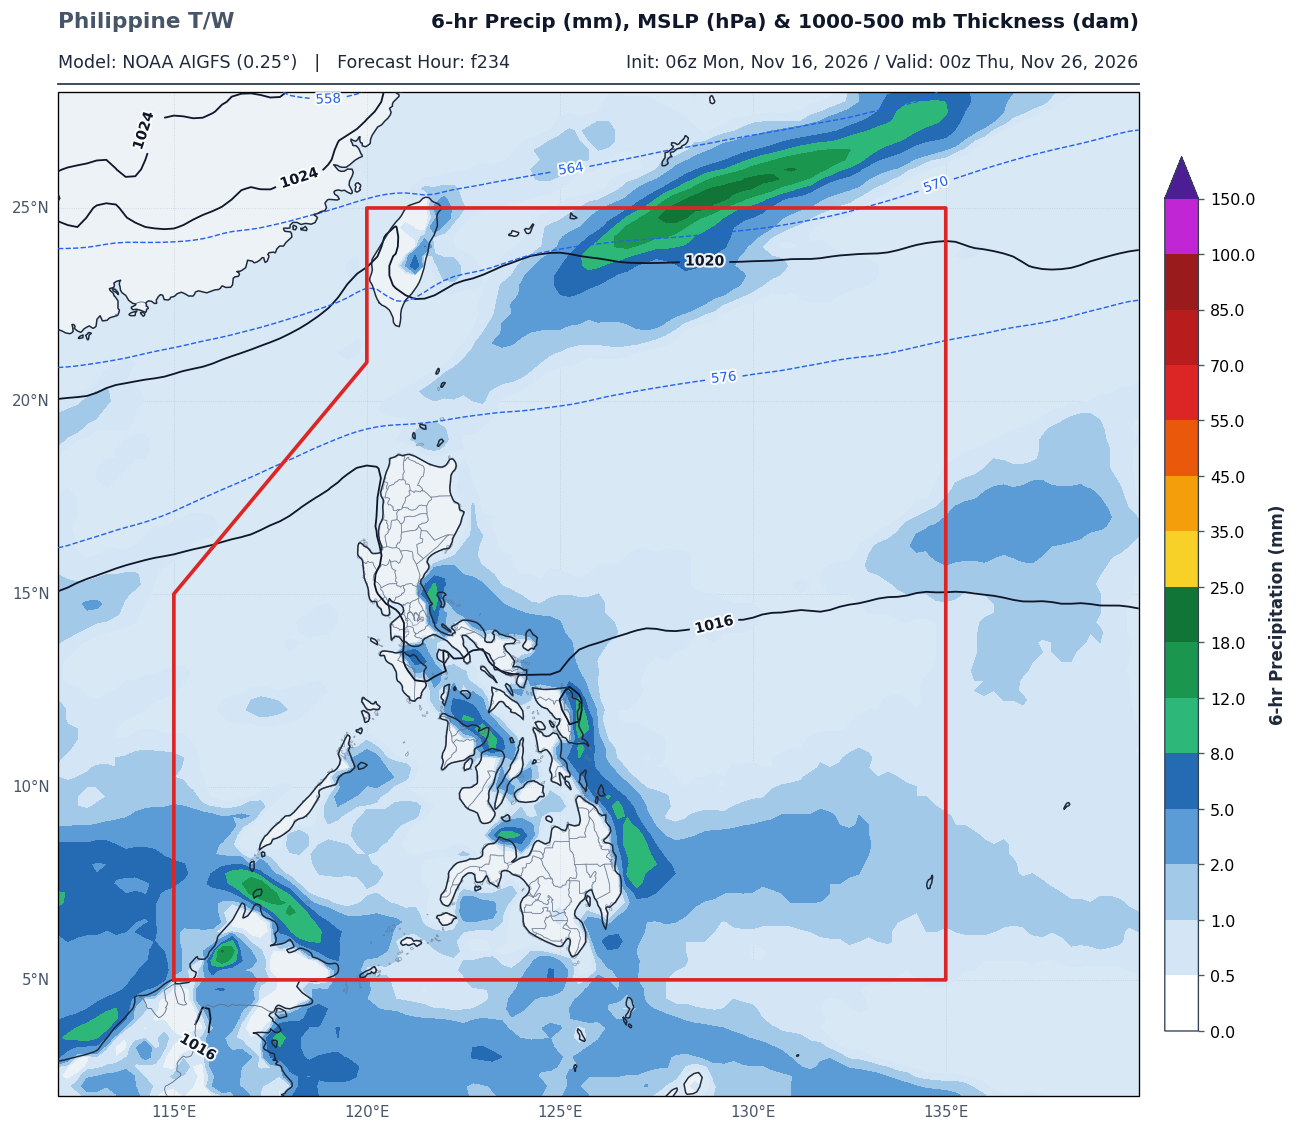 Philippine T/W
6-hr Precip (mm), MSLP (hPa) & 1000-500 mb Thickness (dam)
Model: NOAA AIGFS (0.25°) | Forecast Hour: f234
Init: 06z Mon, Nov 16, 2026 / Valid: 00z Thu, Nov 26, 2026
558
1024
1024
564
570
1020
576
1016
1016
25°N
20°N
15°N
10°N
5°N
115°E
120°E
125°E
130°E
135°E
150.0
100.0
85.0
70.0
55.0
45.0
35.0
25.0
18.0
12.0
8.0
5.0
2.0
1.0
0.5
0.0
6-hr Precipitation (mm)